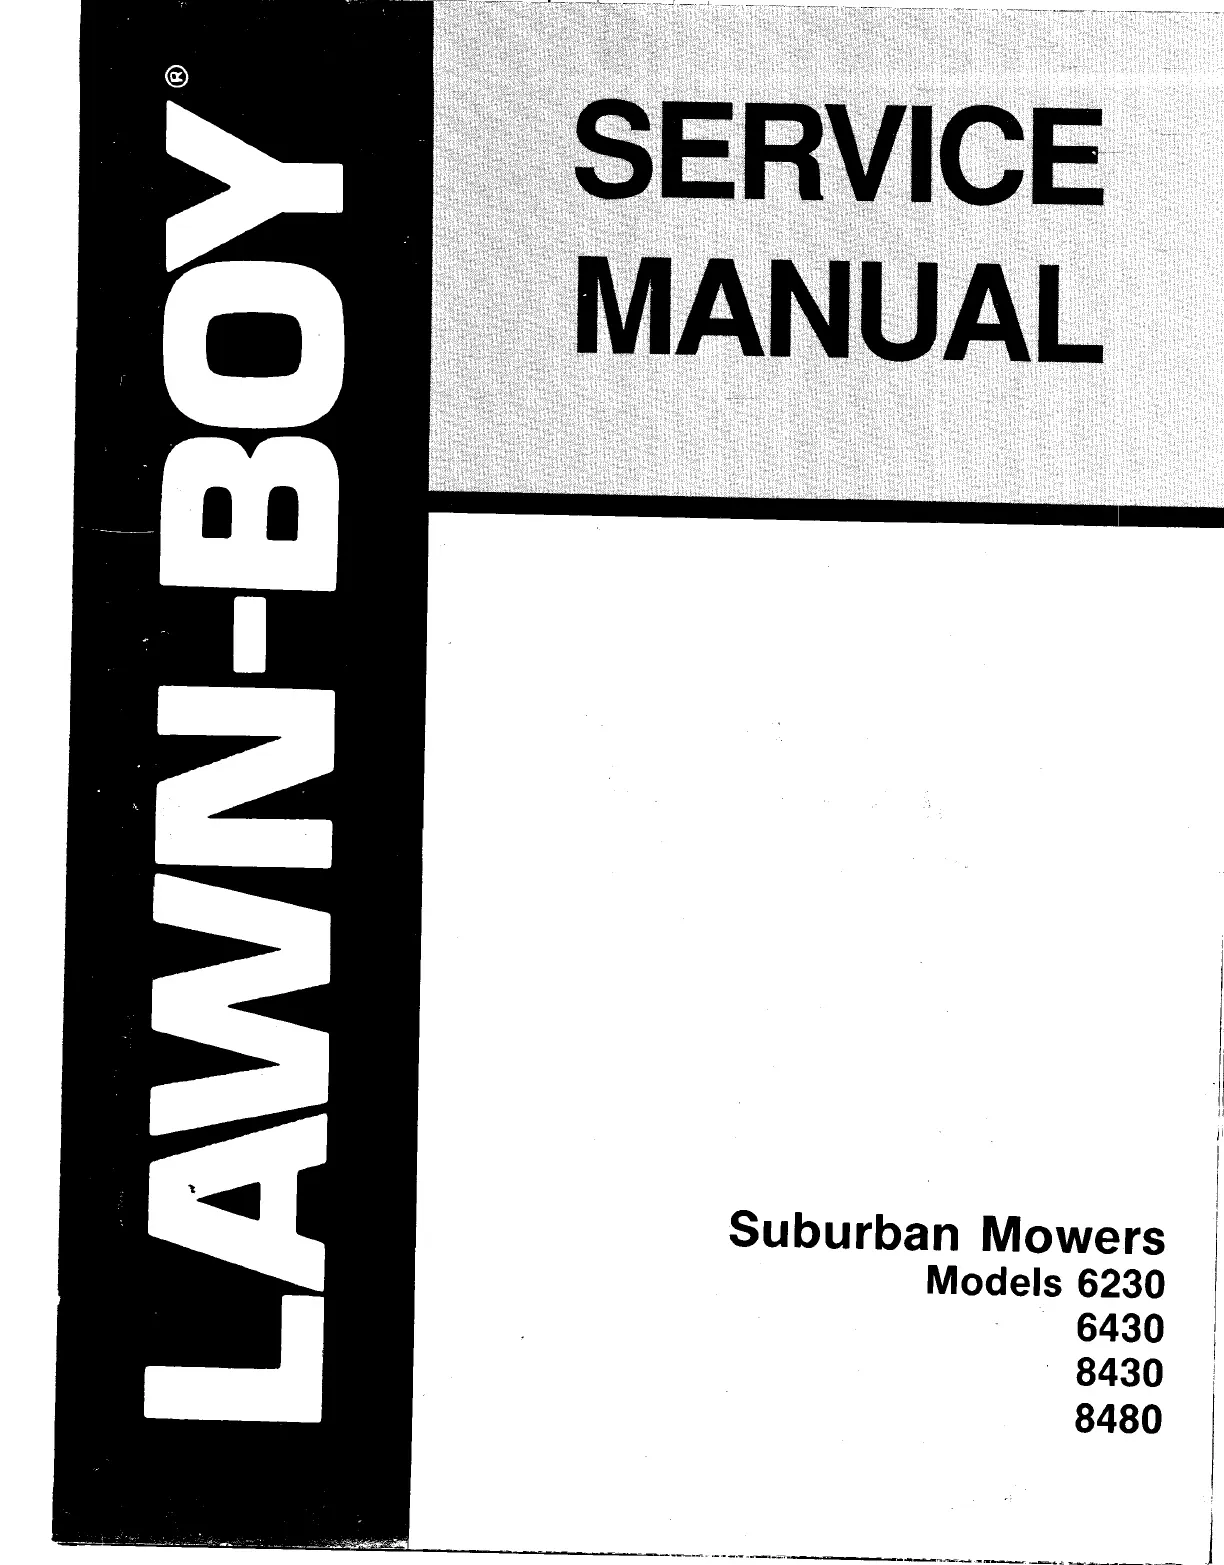 LAWN-BOY®
SERVICE
MANUAL
Suburban Mowers
Models 6230
6430
8430
8480